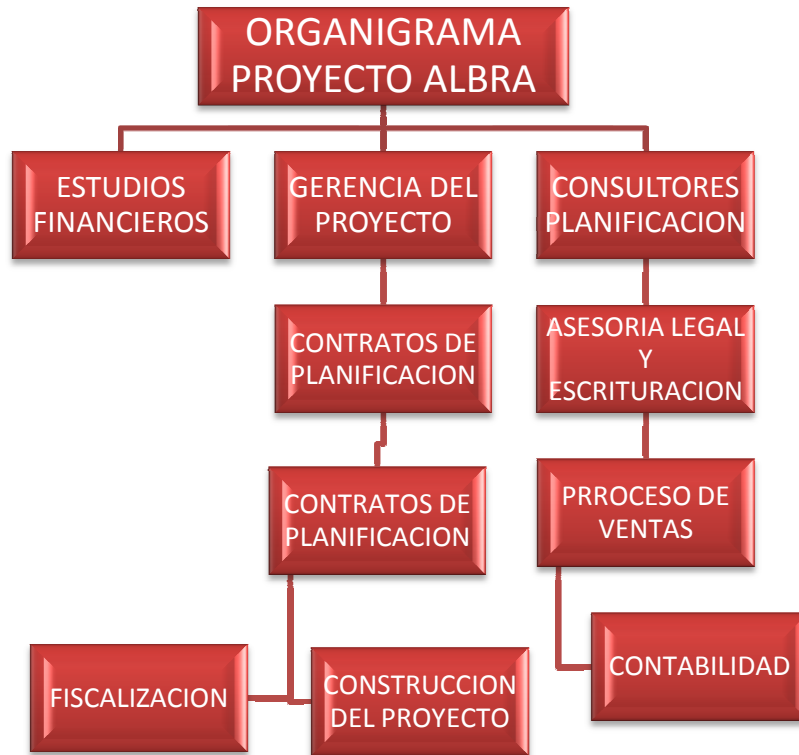 ORGANIGRAMA
PROYECTO ALBRA
ESTUDIOS
FINANCIEROS
GERENCIA DEL
PROYECTO
CONSULTORES
PLANIFICACION
CONTRATOS DE
PLANIFICACION
ASESORIA LEGAL
Y
ESCRITURACION
CONTRATOS DE
PLANIFICACION
PRROCESO DE
VENTAS
FISCALIZACION
CONSTRUCCION
DEL PROYECTO
CONTABILIDAD